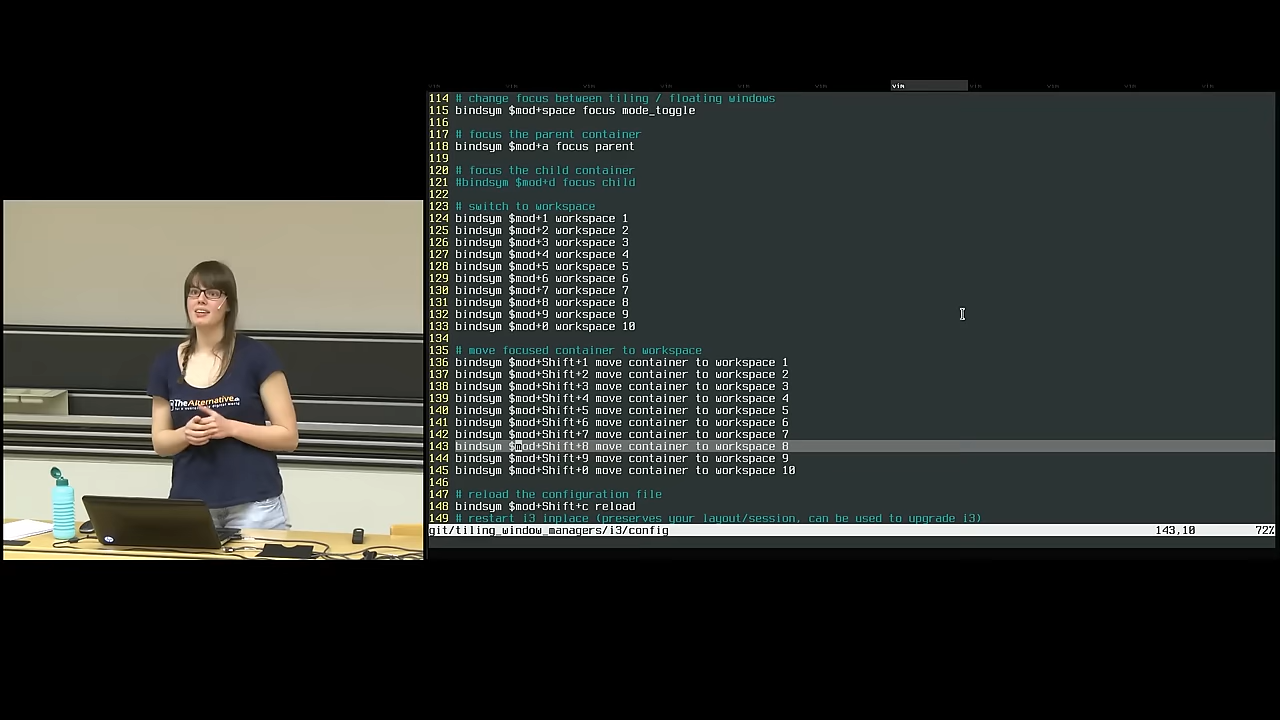 vim vim vim vim vim vim vim vim vim vim vim
114 # change focus between tiling / floating windows
115 bindsym $mod+space focus mode_toggle
116
117 # focus the parent container
118 bindsym $mod+a focus parent
119
120 # focus the child container
121 #bindsym $mod+d focus child
122
123 # switch to workspace
124 bindsym $mod+1 workspace 1
125 bindsym $mod+2 workspace 2
126 bindsym $mod+3 workspace 3
127 bindsym $mod+4 workspace 4
128 bindsym $mod+5 workspace 5
129 bindsym $mod+6 workspace 6
130 bindsym $mod+7 workspace 7
131 bindsym $mod+8 workspace 8
132 bindsym $mod+9 workspace 9
133 bindsym $mod+0 workspace 10
134
135 # move focused container to workspace
136 bindsym $mod+Shift+1 move container to workspace 1
137 bindsym $mod+Shift+2 move container to workspace 2
138 bindsym $mod+Shift+3 move container to workspace 3
139 bindsym $mod+Shift+4 move container to workspace 4
140 bindsym $mod+Shift+5 move container to workspace 5
141 bindsym $mod+Shift+6 move container to workspace 6
142 bindsym $mod+Shift+7 move container to workspace 7
143 bindsym $mod+Shift+8 move container to workspace 8
144 bindsym $mod+Shift+9 move container to workspace 9
145 bindsym $mod+Shift+0 move container to workspace 10
146
147 # reload the configuration file
148 bindsym $mod+Shift+c reload
149 # restart i3 inplace (preserves your layout/session, can be used to upgrade i3)
git/tiling_window_managers/i3/config 143,10 72%
TheAlternative